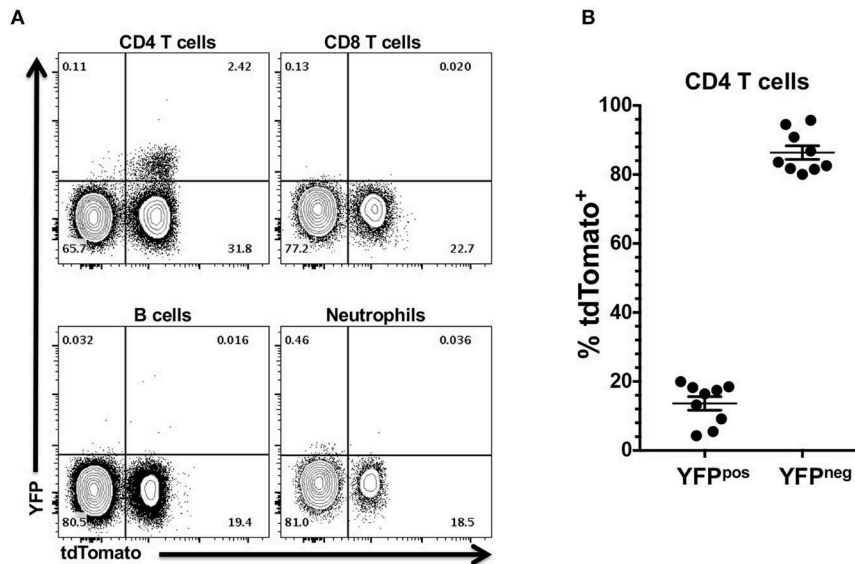 A
CD4 T cells
0.11 2.42
65.7 31.8
CD8 T cells
0.13 0.020
77.2 22.7
B cells
0.032 0.016
80.5 19.4
Neutrophils
0.46 0.036
81.0 18.5
YFP
tdTomato
B
CD4 T cells
% tdTomato+
100
80
60
40
20
0
YFPpos YFPneg